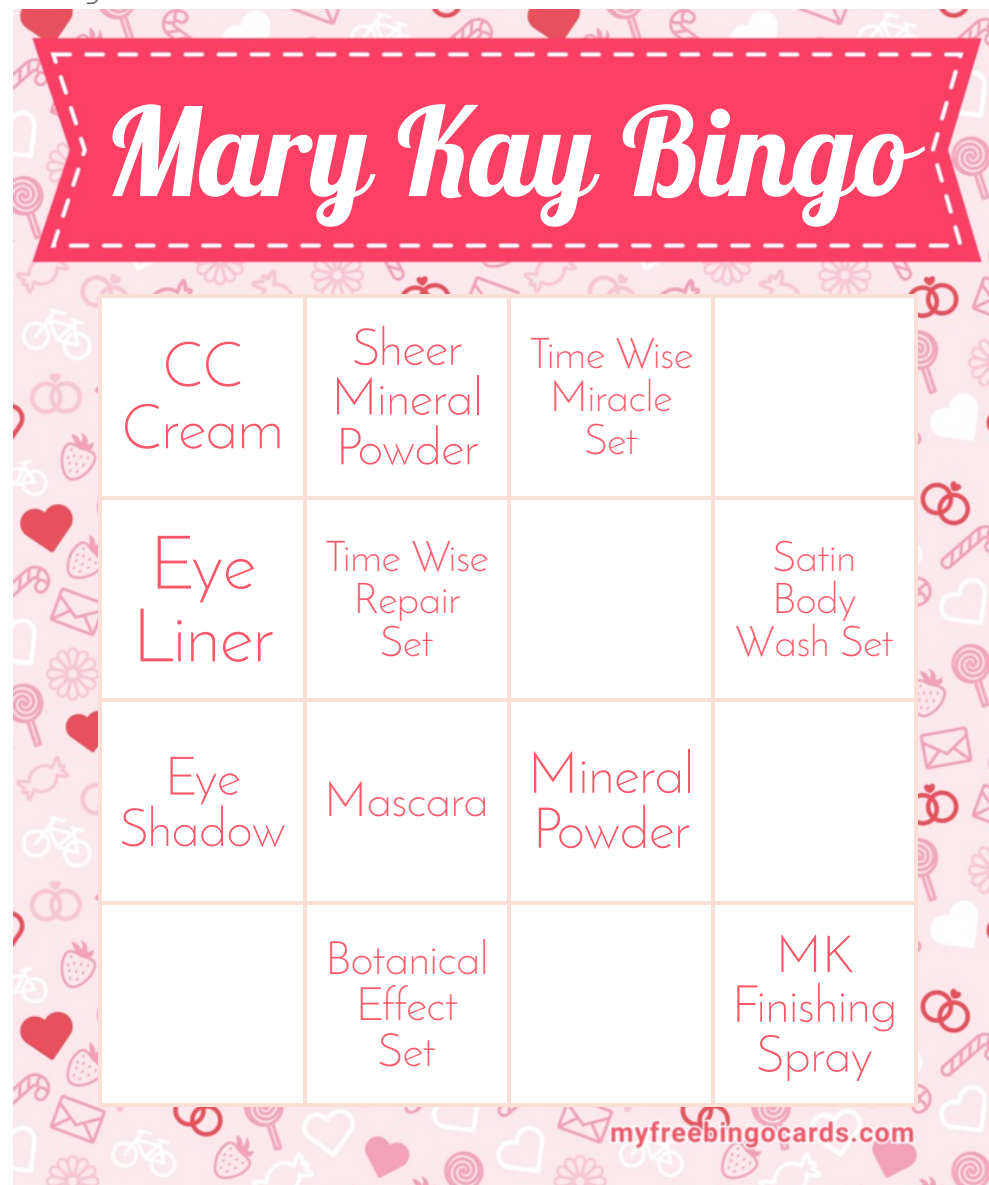 Mary Kay Bingo
CC
Cream
Sheer
Mineral
Powder
Time Wise
Miracle
Set
Eye
Liner
Time Wise
Repair
Set
Satin
Body
Wash Set
Eye
Shadow
Mascara
Mineral
Powder
Botanical
Effect
Set
MK
Finishing
Spray
myfreebingocards.com